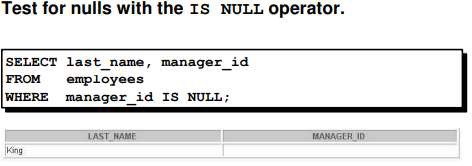 Test for nulls with the IS NULL operator.
SELECT last_name, manager_id
FROM employees
WHERE manager_id IS NULL;
LAST_NAME MANAGER_ID
King